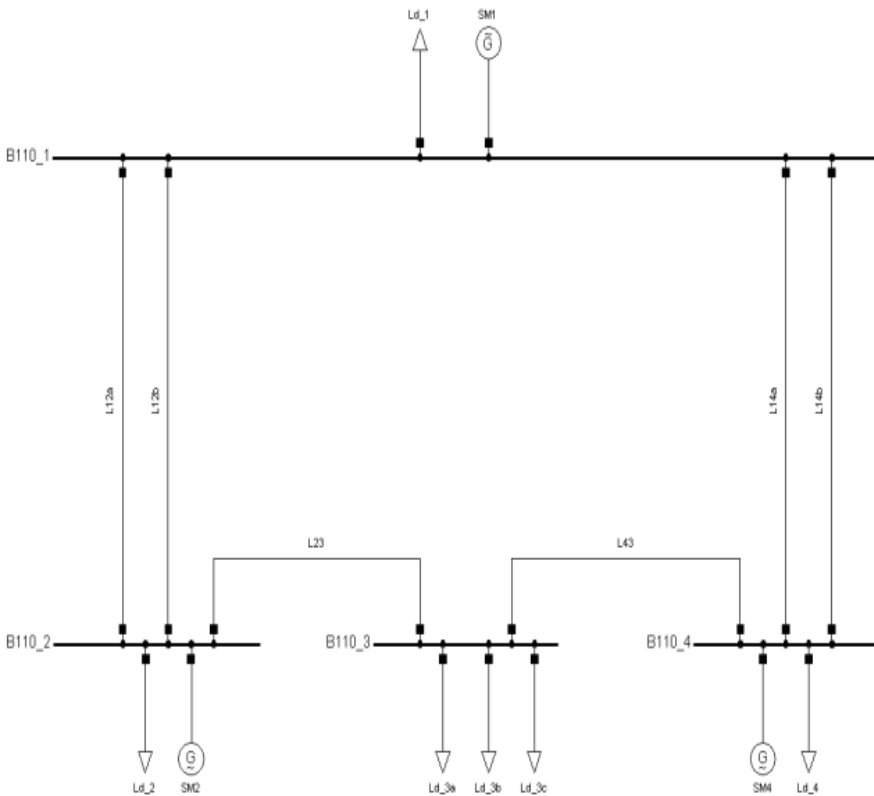 Ld_1 SM1
G
B110_1
L12a L12b L14a L14b
L23 L43
B110_2 B110_3 B110_4
G G
Ld_2 SM2 Ld_3a Ld_3b Ld_3c SM4 Ld_4